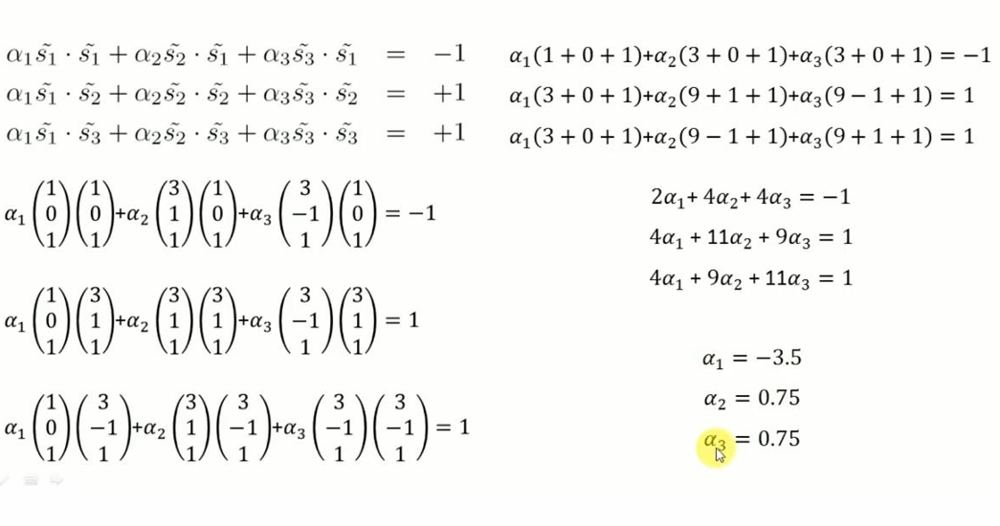 α₁s̃₁ · s̃₁ + α₂s̃₂ · s̃₁ + α₃s̃₃ · s̃₁ = −1
α₁s̃₁ · s̃₂ + α₂s̃₂ · s̃₂ + α₃s̃₃ · s̃₂ = +1
α₁s̃₁ · s̃₃ + α₂s̃₂ · s̃₃ + α₃s̃₃ · s̃₃ = +1
α₁(1 0 1)(1 0 1)+α₂(3 1 1)(1 0 1)+α₃(3 −1 1)(1 0 1) = −1
α₁(1 0 1)(3 1 1)+α₂(3 1 1)(3 1 1)+α₃(3 −1 1)(3 1 1) = 1
α₁(1 0 1)(3 −1 1)+α₂(3 1 1)(3 −1 1)+α₃(3 −1 1)(3 −1 1) = 1
α₁(1 + 0 + 1)+α₂(3 + 0 + 1)+α₃(3 + 0 + 1) = −1
α₁(3 + 0 + 1)+α₂(9 + 1 + 1)+α₃(9 − 1 + 1) = 1
α₁(3 + 0 + 1)+α₂(9 − 1 + 1)+α₃(9 + 1 + 1) = 1
2α₁+ 4α₂+ 4α₃ = −1
4α₁ + 11α₂ + 9α₃ = 1
4α₁ + 9α₂ + 11α₃ = 1
α₁ = −3.5
α₂ = 0.75
α₃ = 0.75